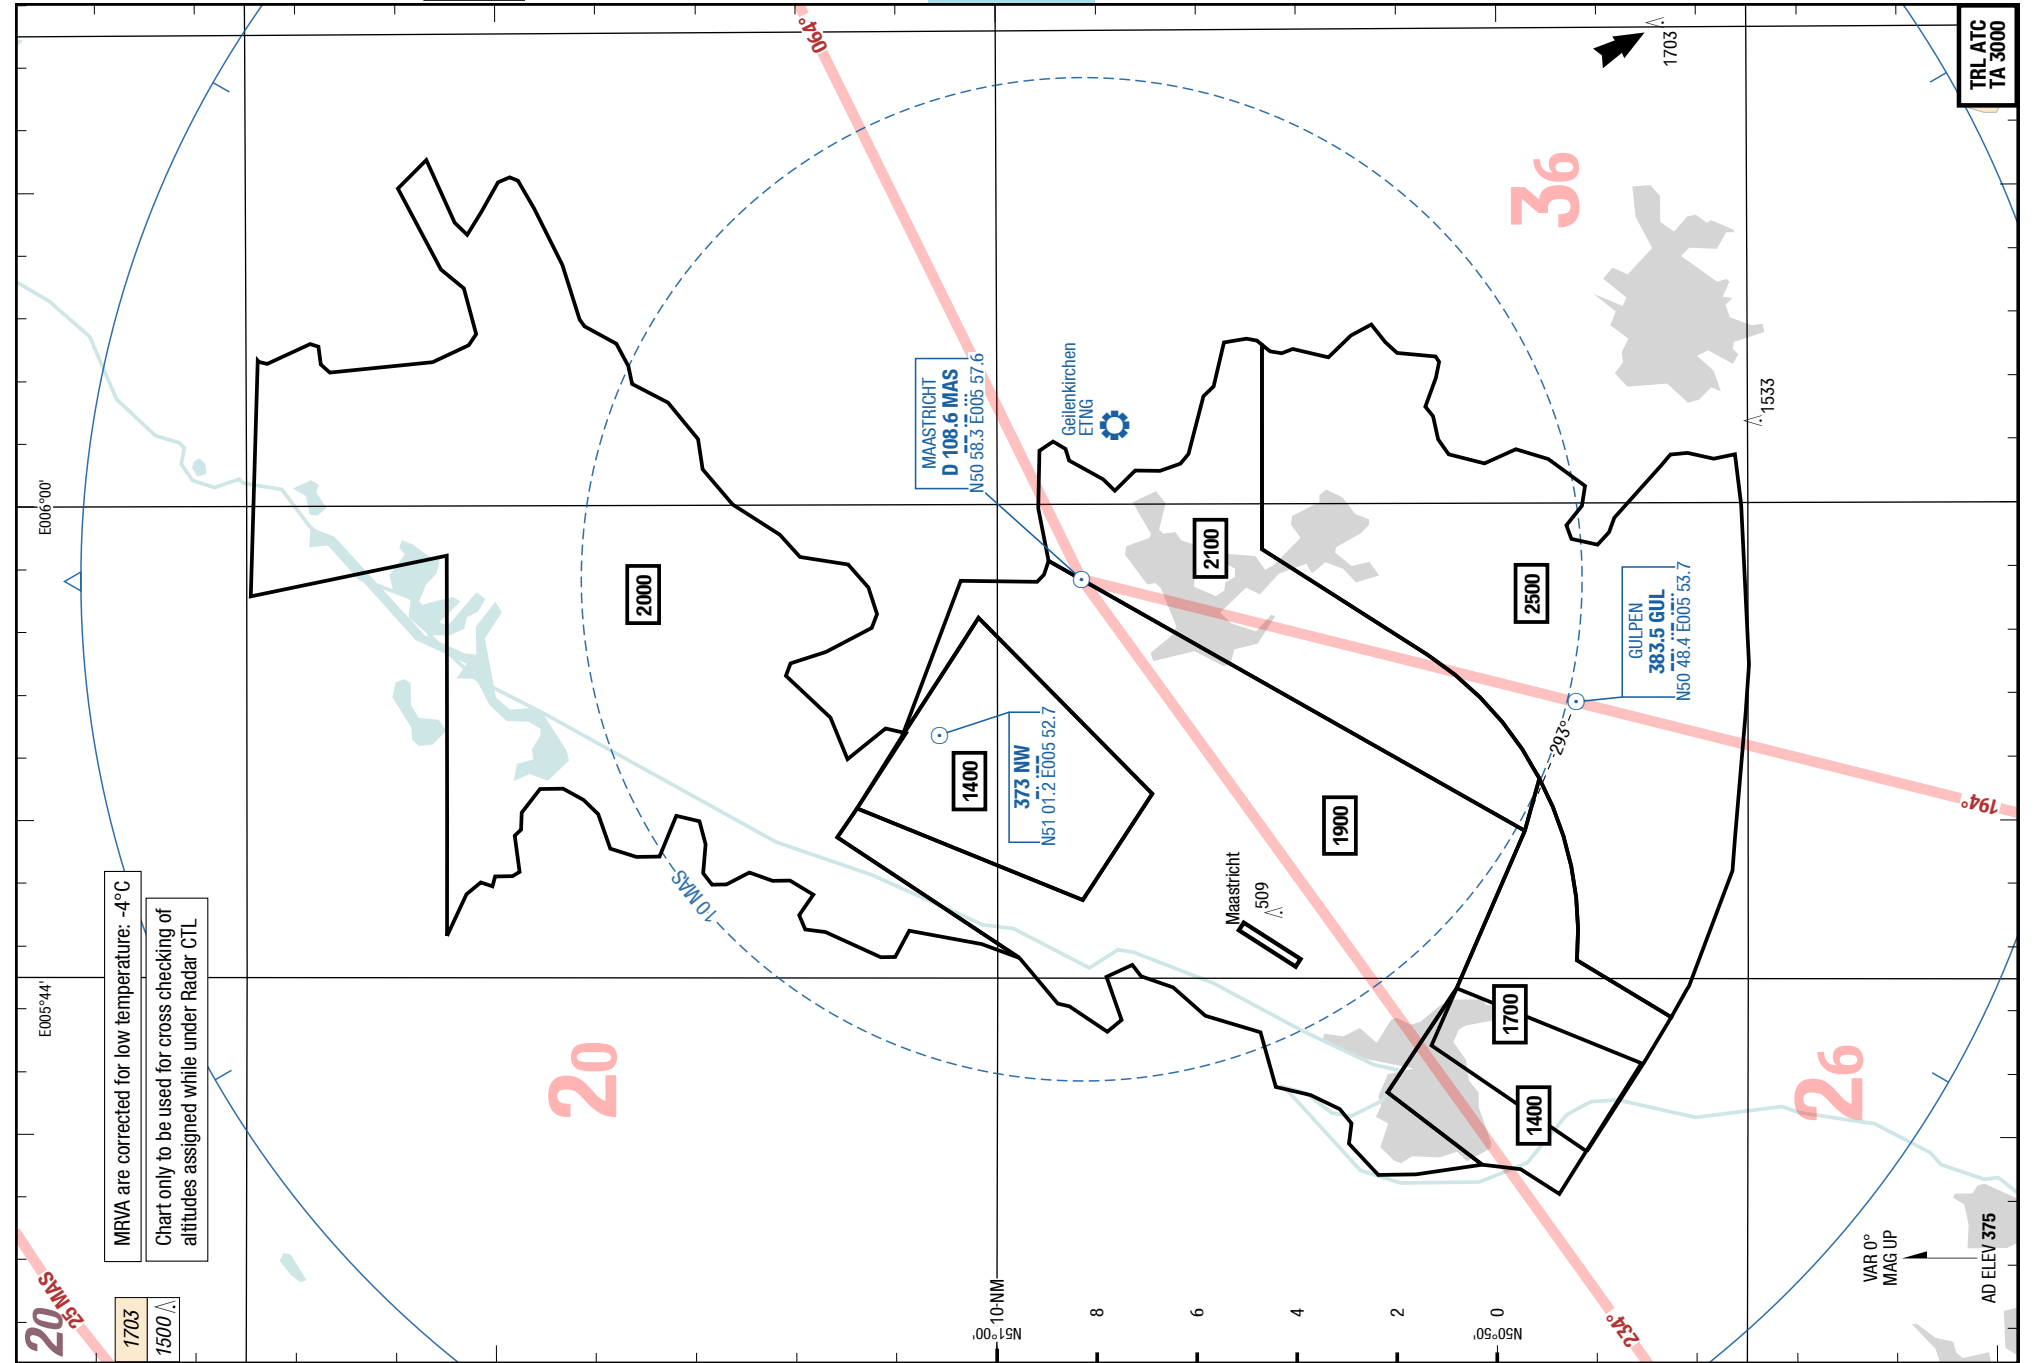 MRVA are corrected for low temperature: -4°C
Chart only to be used for cross checking of
altitudes assigned while under Radar CTL
1703
1500
20
25 MAS
064°
TRL ATC
TA 3000
1703
36
E006°00'
E005°44'
2000
MAASTRICHT
D 108.6 MAS
N50 58.3 E005 57.6
Geilenkirchen
ETNG
1533
2100
2500
GULPEN
383.5 GUL
N50 48.4 E005 53.7
293°
194°
1400
373 NW
N51 01.2 E005 52.7
1900
10 MAS
Maastricht
509
1700
1400
20
26
234°
10 NM
8
6
4
2
0
N51°00'
N50°50'
VAR 0°
MAG UP
AD ELEV 375